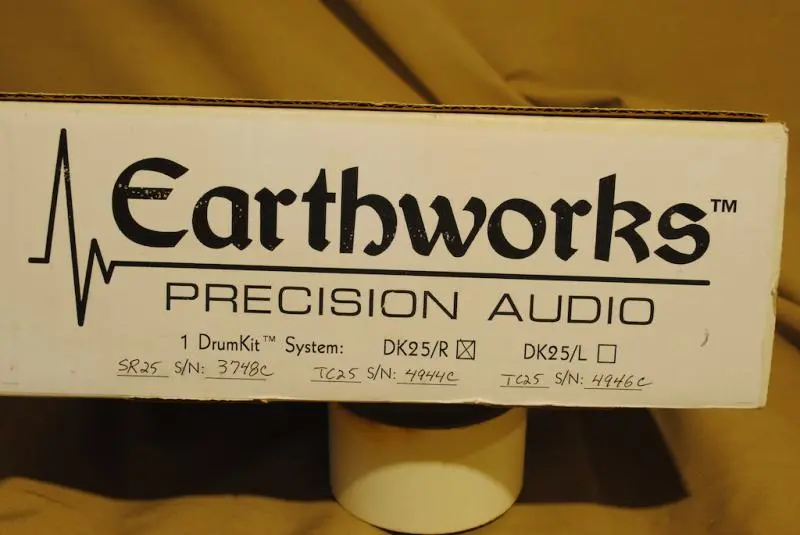 Earthworks™
PRECISION AUDIO
1 DrumKit™ System: DK25/R ☒ DK25/L ☐
SR25 S/N: 3748C TC25 S/N: 4944C TC25 S/N: 4946C